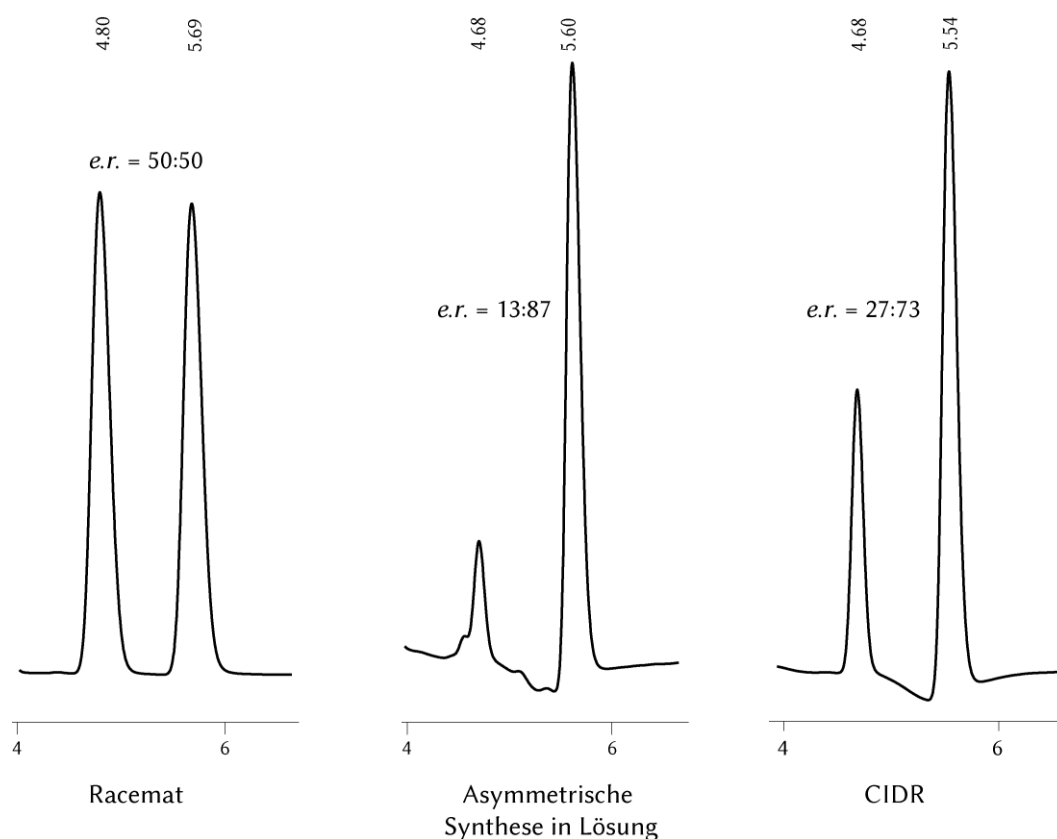 4.80
5.69
e.r. = 50:50
4
6
Racemat
4.68
5.60
e.r. = 13:87
4
6
Asymmetrische
Synthese in Lösung
4.68
5.54
e.r. = 27:73
4
6
CIDR